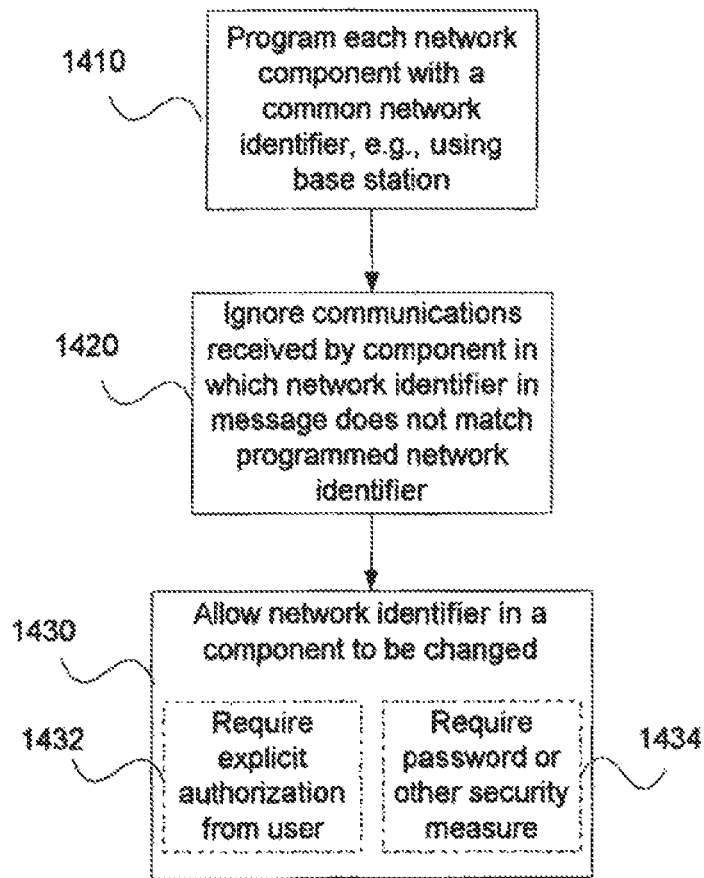 1410
Program each network
component with a
common network
identifier, e.g., using
base station
1420
Ignore communications
received by component in
which network identifier in
message does not match
programmed network
identifier
1430
Allow network identifier in a
component to be changed
1432
Require
explicit
authorization
from user
Require
password or
other security
measure
1434